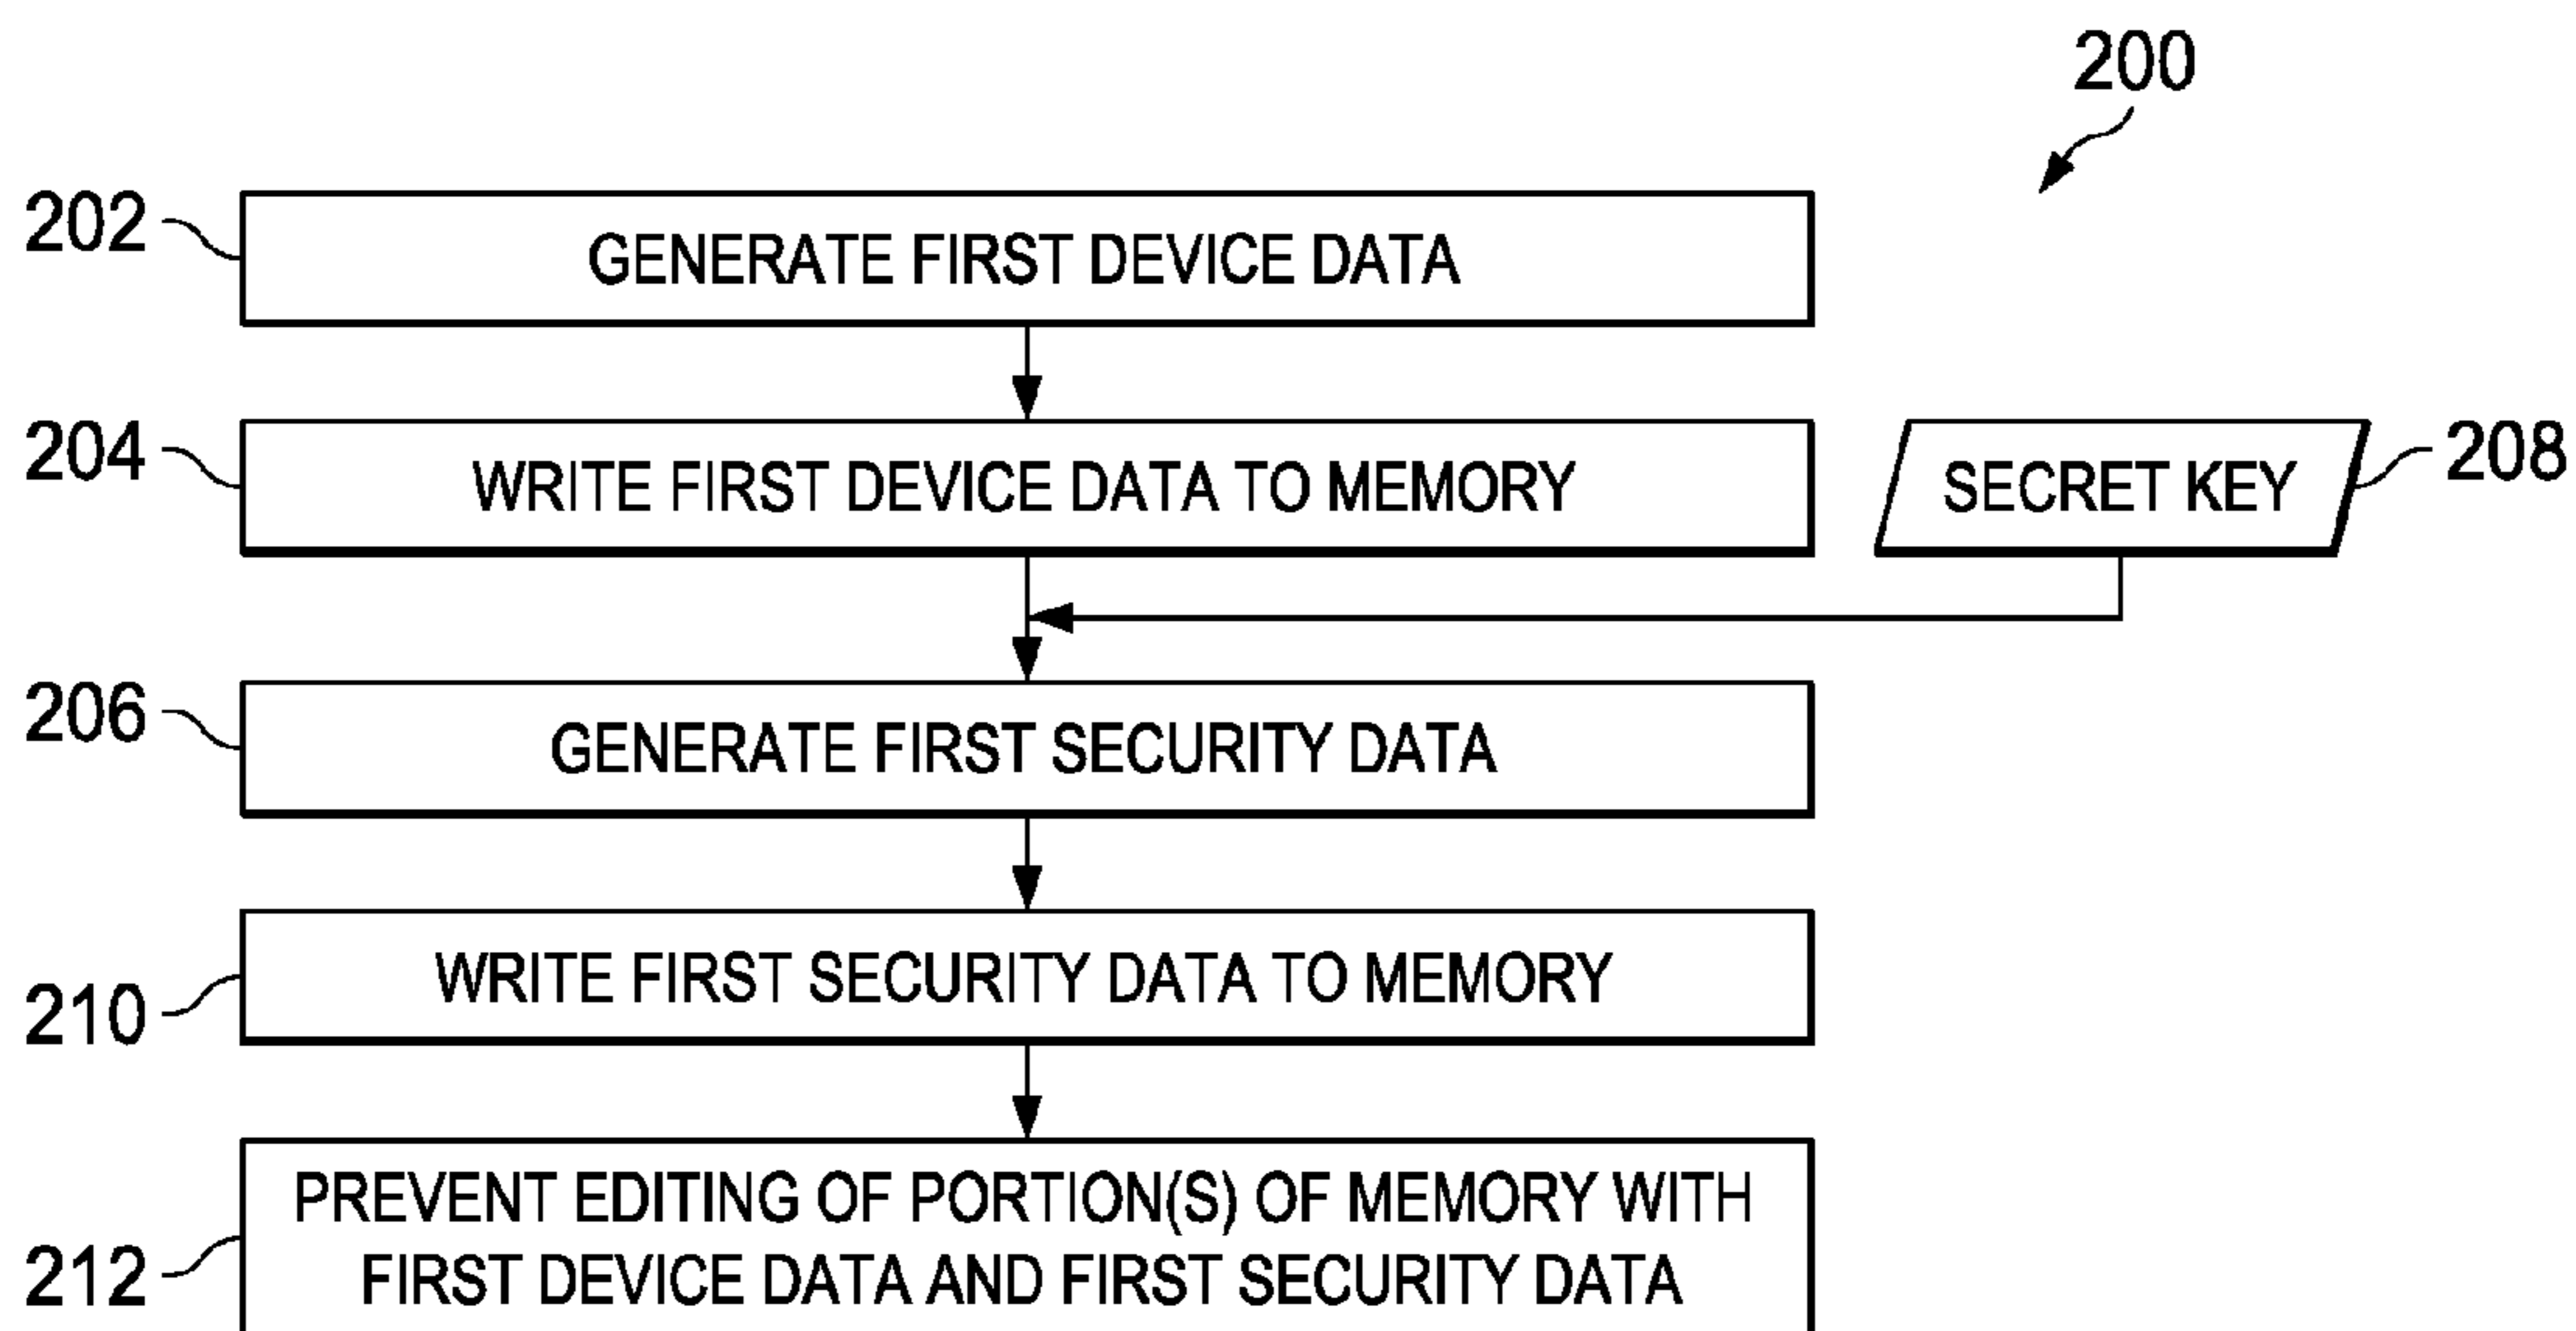 200
202
GENERATE FIRST DEVICE DATA
204
WRITE FIRST DEVICE DATA TO MEMORY
SECRET KEY
208
206
GENERATE FIRST SECURITY DATA
WRITE FIRST SECURITY DATA TO MEMORY
210
PREVENT EDITING OF PORTION(S) OF MEMORY WITH
FIRST DEVICE DATA AND FIRST SECURITY DATA
212